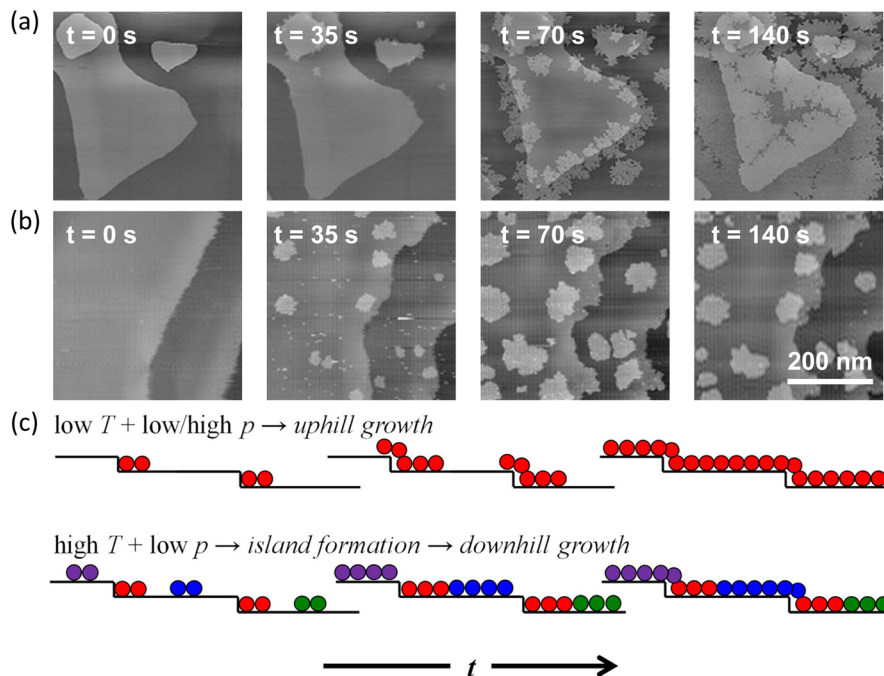 (a)
t = 0 s
t = 35 s
t = 70 s
t = 140 s
(b)
t = 0 s
t = 35 s
t = 70 s
t = 140 s
200 nm
(c)
low T + low/high p → uphill growth
high T + low p → island formation → downhill growth
t